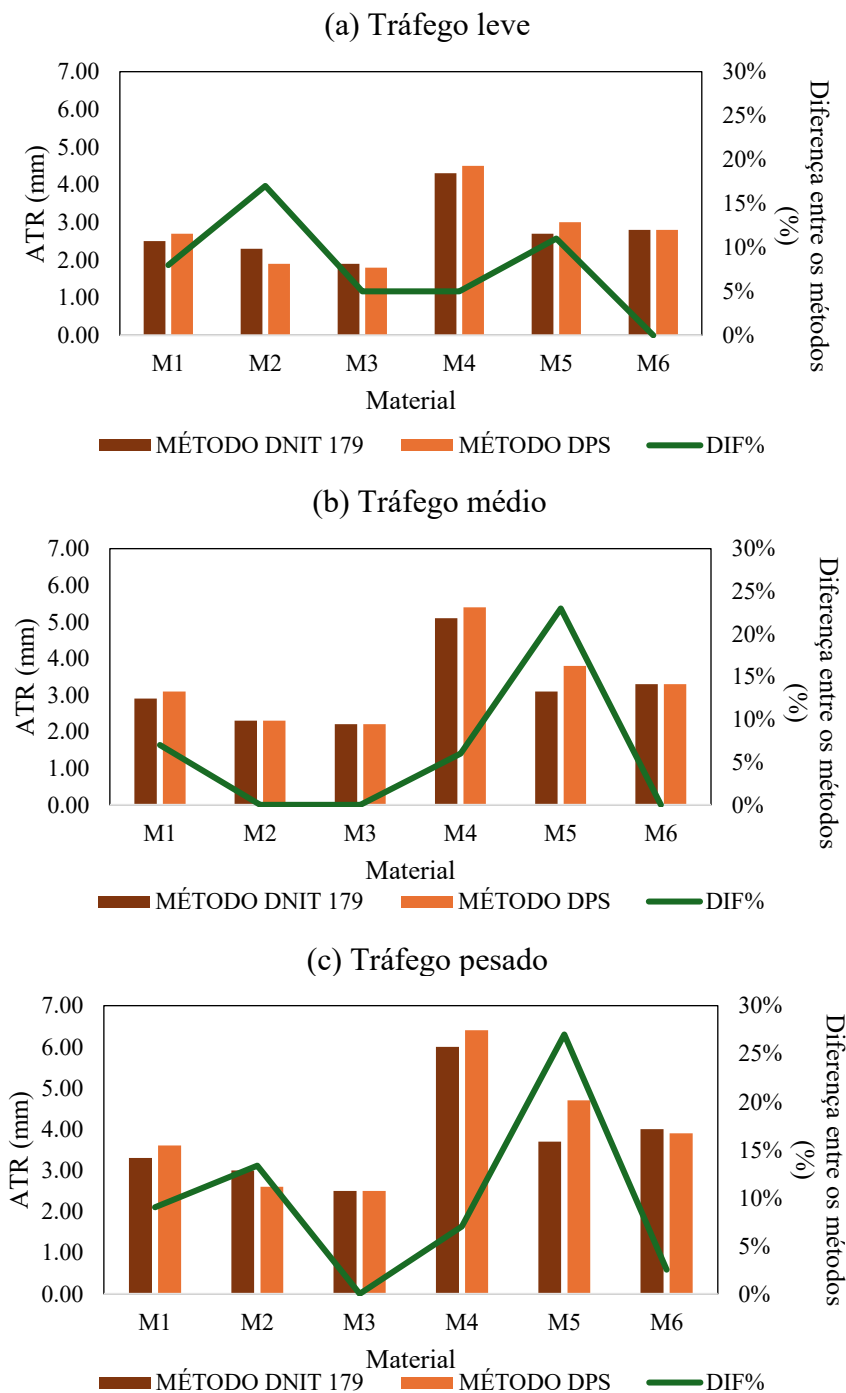 (a) Tráfego leve
7.00
6.00
5.00
4.00
3.00
2.00
1.00
0.00
ATR (mm)
30%
25%
20%
15%
10%
5%
0%
Diferença entre os métodos
(%)
M1 M2 M3 M4 M5 M6
Material
MÉTODO DNIT 179 MÉTODO DPS DIF%
(b) Tráfego médio
7.00
6.00
5.00
4.00
3.00
2.00
1.00
0.00
ATR (mm)
30%
25%
20%
15%
10%
5%
0%
Diferença entre os métodos
(%)
M1 M2 M3 M4 M5 M6
Material
MÉTODO DNIT 179 MÉTODO DPS DIF%
(c) Tráfego pesado
7.00
6.00
5.00
4.00
3.00
2.00
1.00
0.00
ATR (mm)
30%
25%
20%
15%
10%
5%
0%
Diferença entre os métodos
(%)
M1 M2 M3 M4 M5 M6
Material
MÉTODO DNIT 179 MÉTODO DPS DIF%